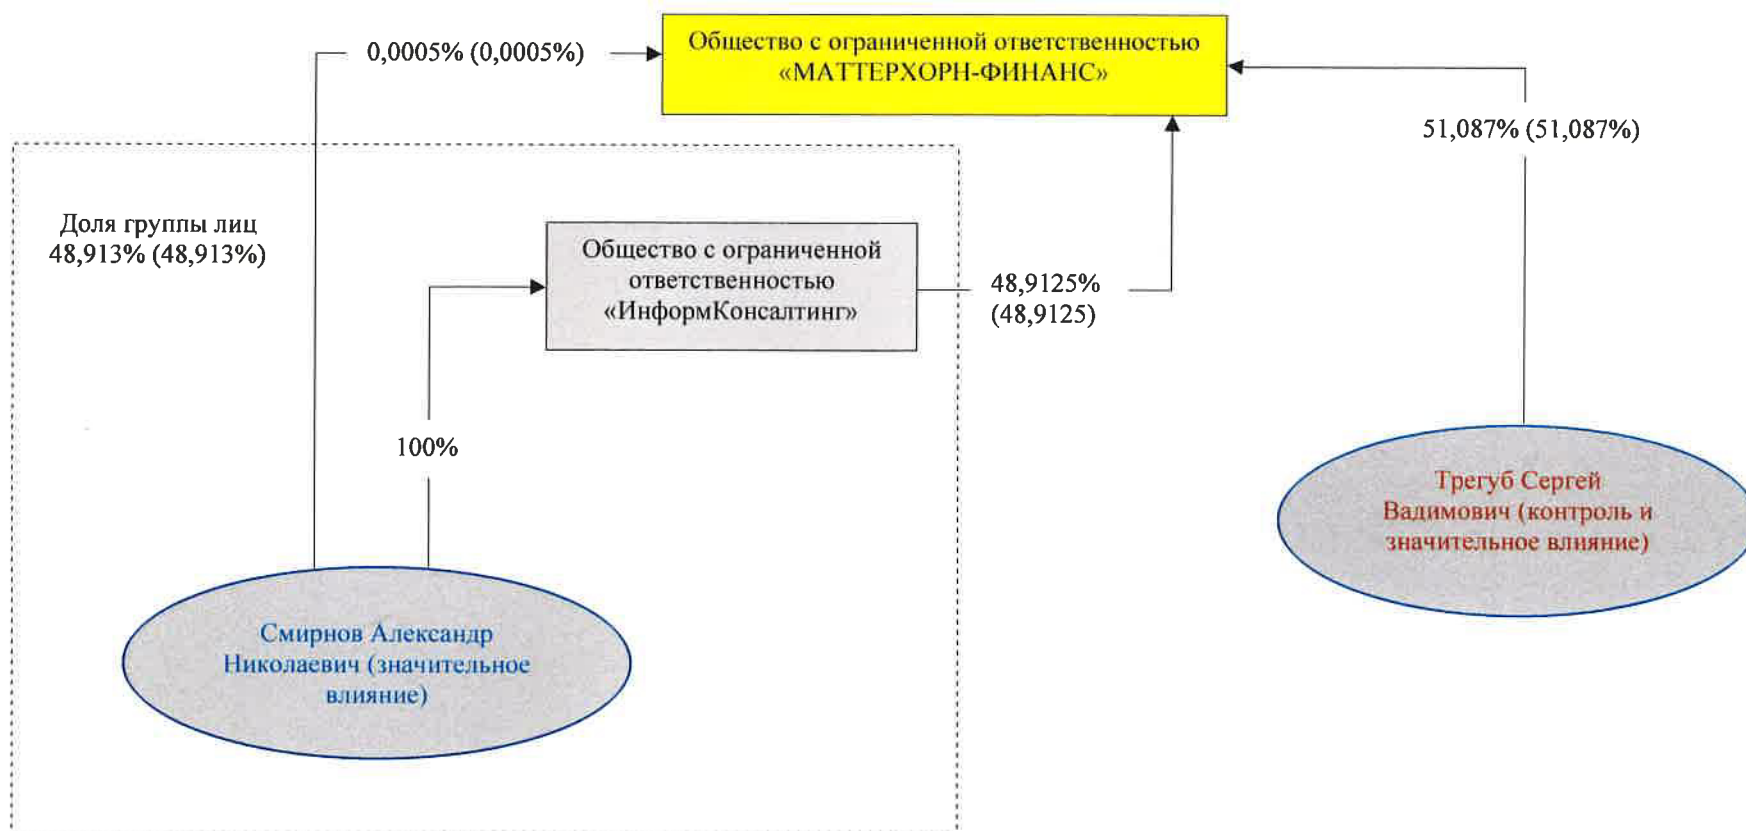 0,0005% (0,0005%)
Общество с ограниченной ответственностью
«МАТТЕРХОРН-ФИНАНС»
51,087% (51,087%)
Доля группы лиц
48,913% (48,913%)
Общество с ограниченной
ответственностью
«ИнформКонсалтинг»
48,9125%
(48,9125)
100%
Трегуб Сергей
Вадимович (контроль и
значительное влияние)
Смирнов Александр
Николаевич (значительное
влияние)